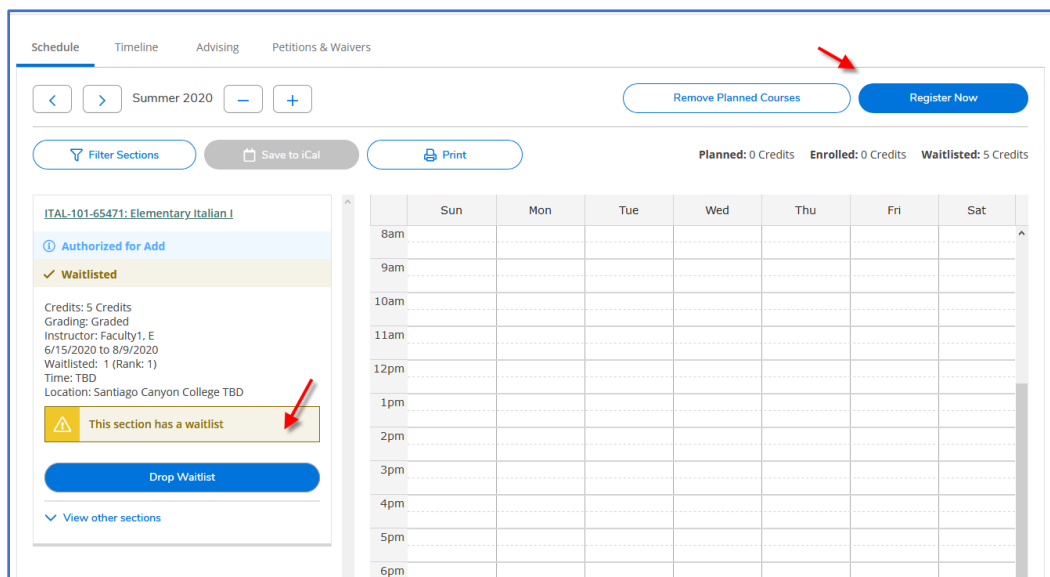 Schedule Timeline Advising Petitions & Waivers
Summer 2020 Remove Planned Courses Register Now
Filter Sections Save to iCal Print Planned: 0 Credits Enrolled: 0 Credits Waitlisted: 5 Credits
ITAL-101-65471: Elementary Italian I
Authorized for Add
Waitlisted
Credits: 5 Credits
Grading: Graded
Instructor: Faculty1, E
6/15/2020 to 8/9/2020
Waitlisted: 1 (Rank: 1)
Time: TBD
Location: Santiago Canyon College TBD
This section has a waitlist
Drop Waitlist
View other sections
Sun Mon Tue Wed Thu Fri Sat
8am
9am
10am
11am
12pm
1pm
2pm
3pm
4pm
5pm
6pm